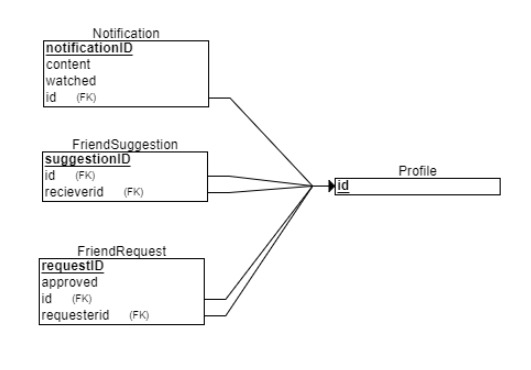 Notification
notificationID
content
watched
id (FK)
FriendSuggestion
suggestionID
id (FK)
recieverid (FK)
Profile
id
FriendRequest
requestID
approved
id (FK)
requesterid (FK)